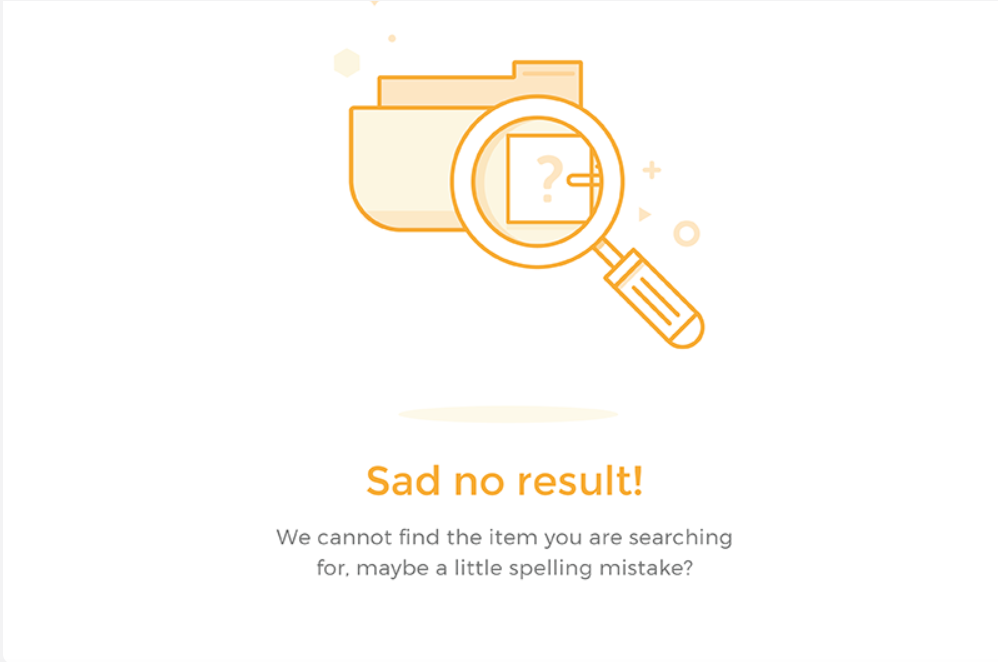 ?
Sad no result!
We cannot find the item you are searching
for, maybe a little spelling mistake?